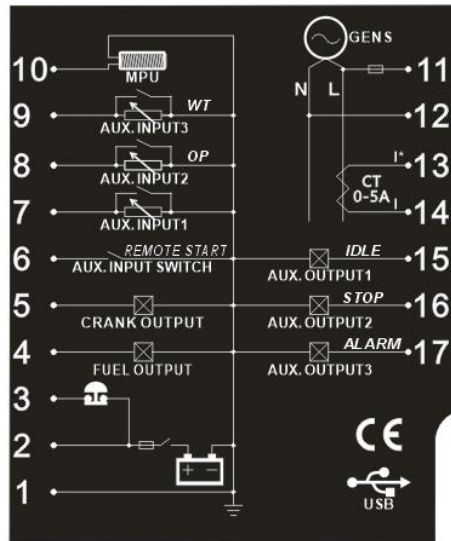 GENS
10
MPU
N L
11
9
WT
AUX. INPUT3
12
8
OP
AUX. INPUT2
I*
13
CT
0-5A
7
AUX. INPUT1
I
14
6
REMOTE START
AUX. INPUT SWITCH
IDLE
15
AUX. OUTPUT1
5
CRANK OUTPUT
STOP
16
AUX. OUTPUT2
4
FUEL OUTPUT
ALARM
17
AUX. OUTPUT3
3
2
+ -
CE
1
USB